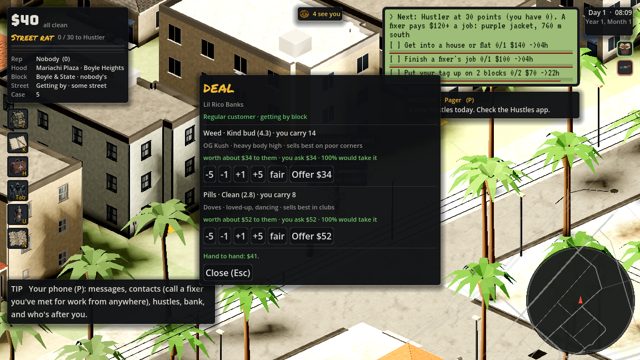 $40 all clean
STREET RAT 0 / 30 to Hustler
Rep Nobody (0)
Hood Mariachi Plaza · Boyle Heights
Block Boyle & State · nobody's
Street Getting by · some street
Case 5
4 see you
> Next: Hustler at 30 points (you have 0). A
fixer pays $120+ a job: purple jacket, 760 m
south
[ ] Get into a house or flat 0/1 $140 ->04h
[ ] Finish a fixer's job 0/1 $100 ->04h
[ ] Put your tag up on 2 blocks 0/2 $70 ->22h
Day 1 · 08:09
Year 1, Month 1
Pager (P)
tles today. Check the Hustles app.
DEAL
Lil Rico Banks
Regular customer · getting by block
Weed · Kind bud (4.3) · you carry 14
OG Kush · heavy body high · sells best on poor corners
worth about $34 to them · you ask $34 · 100% would take it
-5 -1 +1 +5 fair Offer $34
Pills · Clean (2.8) · you carry 8
Doves · loved-up, dancing · sells best in clubs
worth about $52 to them · you ask $52 · 100% would take it
-5 -1 +1 +5 fair Offer $52
Hand to hand: $41.
Close (Esc)
TIP Your phone (P): messages, contacts (call a fixer
you've met for work from anywhere), hustles, bank,
and who's after you.